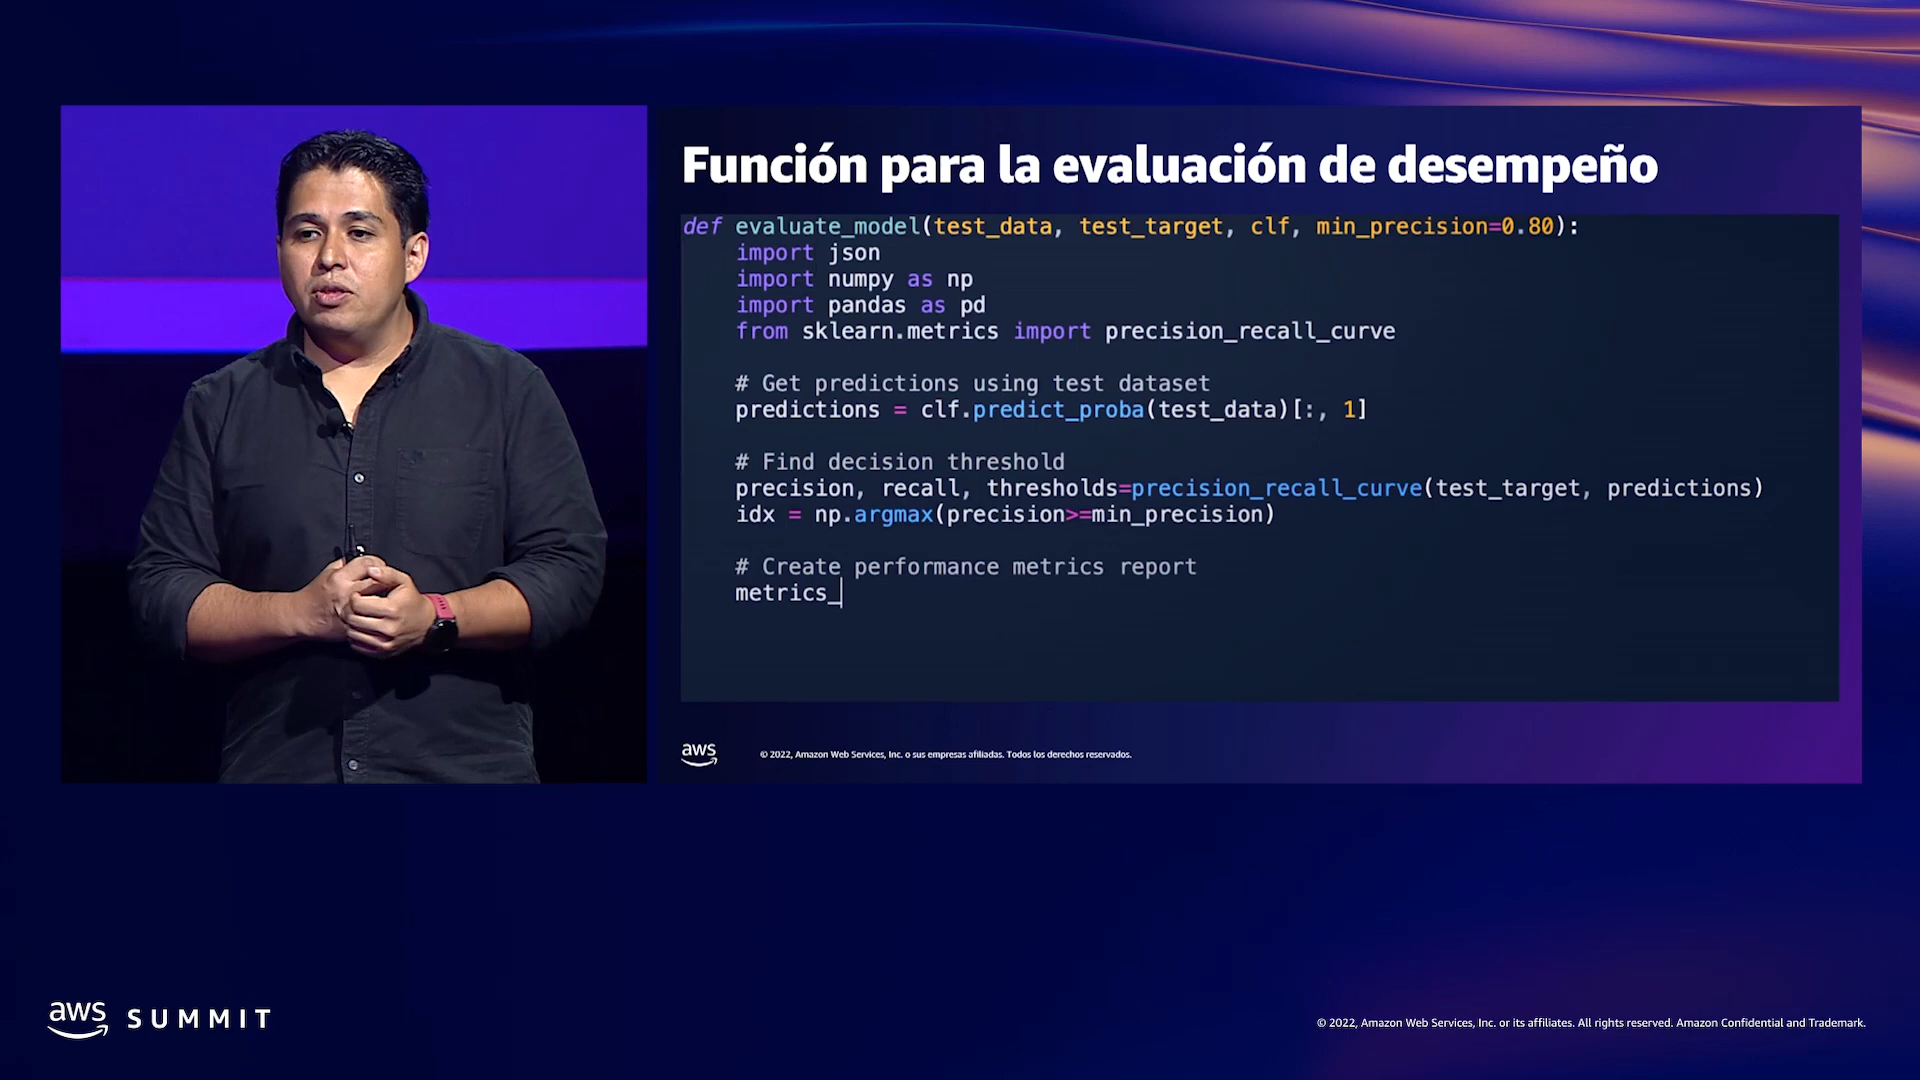 Función para la evaluación de desempeño
def evaluate_model(test_data, test_target, clf, min_precision=0.80):
    import json
    import numpy as np
    import pandas as pd
    from sklearn.metrics import precision_recall_curve
    # Get predictions using test dataset
    predictions = clf.predict_proba(test_data)[:, 1]
    # Find decision threshold
    precision, recall, thresholds=precision_recall_curve(test_target, predictions)
    idx = np.argmax(precision>=min_precision)
    # Create performance metrics report
    metrics_
aws
© 2022, Amazon Web Services, Inc. o sus empresas afiliadas. Todos los derechos reservados.
aws SUMMIT
© 2022, Amazon Web Services, Inc. or its affiliates. All rights reserved. Amazon Confidential and Trademark.